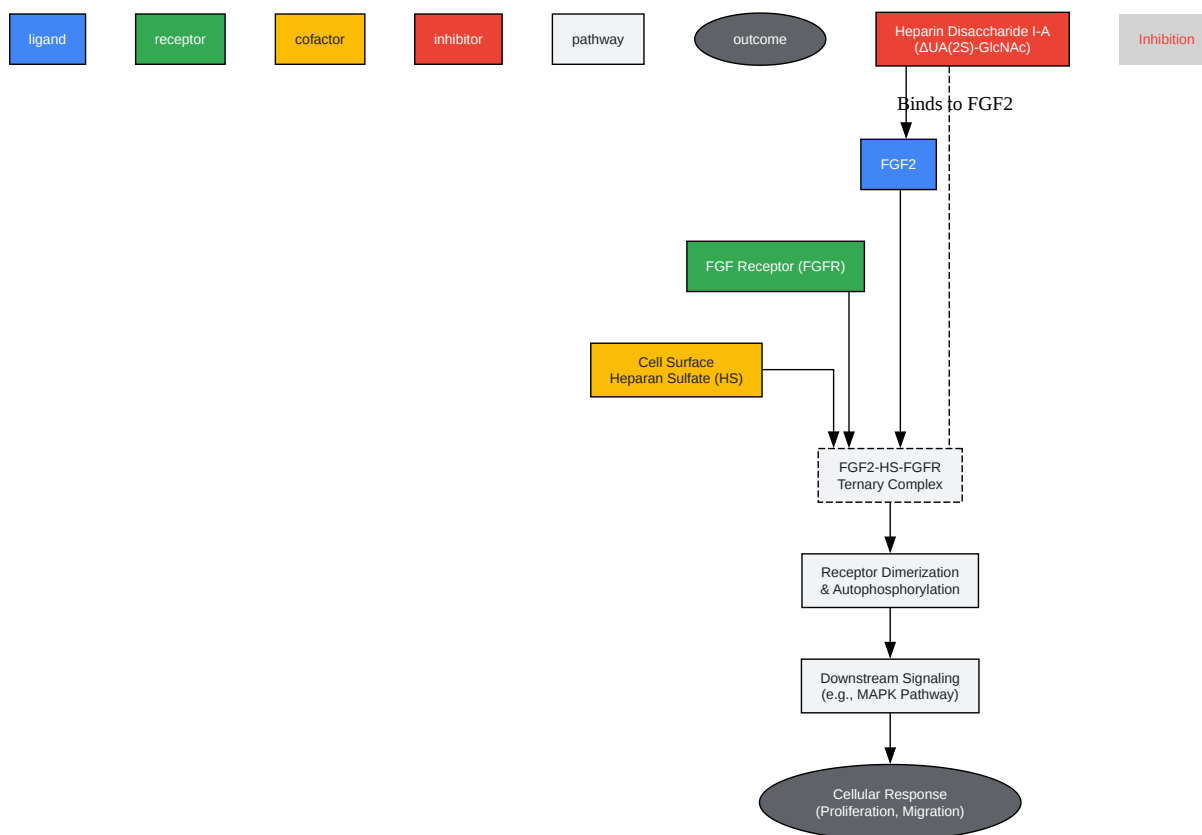 ligand
receptor
cofactor
inhibitor
pathway
outcome
Heparin Disaccharide I-A
(ΔUA(2S)-GlcNAc)
Inhibition
Binds to FGF2
FGF2
FGF Receptor (FGFR)
Cell Surface
Heparan Sulfate (HS)
FGF2-HS-FGFR
Ternary Complex
Receptor Dimerization
& Autophosphorylation
Downstream Signaling
(e.g., MAPK Pathway)
Cellular Response
(Proliferation, Migration)